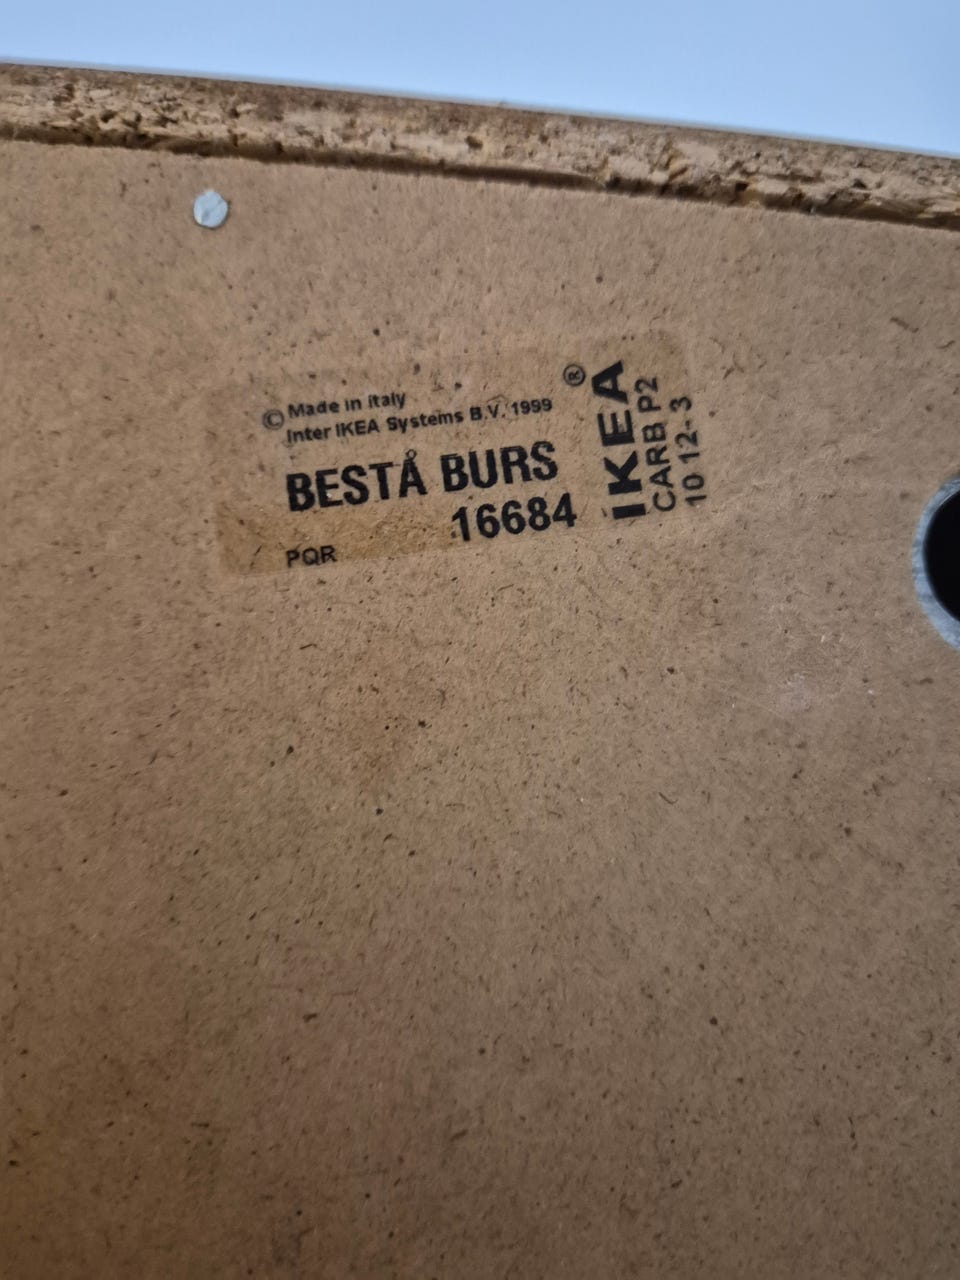 © Made in Italy
Inter IKEA Systems B.V. 1999
BESTÅ BURS
16684
PQR
IKEA ®
CARB P2
10 12- 3